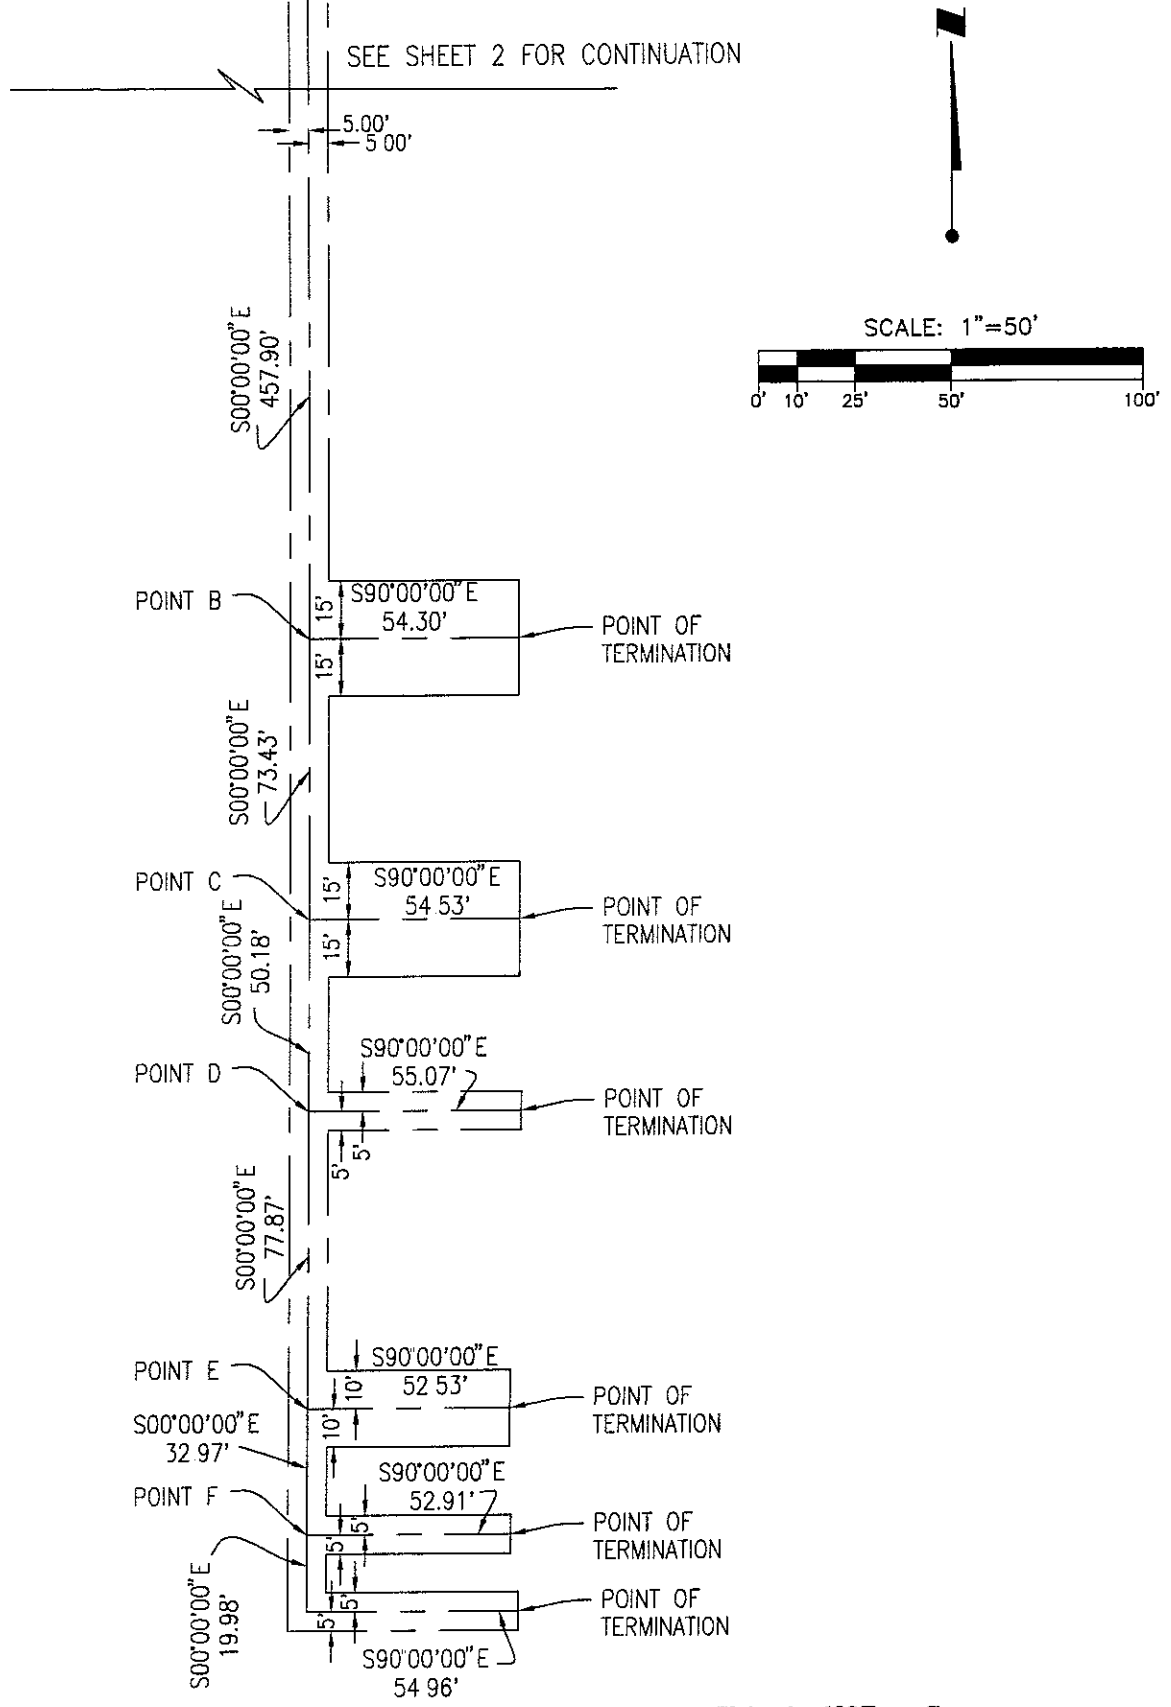 SEE SHEET 2 FOR CONTINUATION
5.00'
5 00'
SCALE: 1"=50'
0' 10' 25' 50' 100'
S00°00'00"E
457.90'
POINT B
15'
15'
S90°00'00"E
54.30'
POINT OF
TERMINATION
S00°00'00"E
73.43'
POINT C
15'
15'
S90°00'00"E
54.53'
POINT OF
TERMINATION
S00°00'00"E
50.18'
POINT D
S90°00'00"E
55.07'
5'
5'
POINT OF
TERMINATION
S00°00'00"E
77.87'
POINT E
10'
10'
S90°00'00"E
52 53'
POINT OF
TERMINATION
S00°00'00"E
32.97'
POINT F
S90°00'00"E
52.91'
5'
5'
POINT OF
TERMINATION
S00°00'00"E
19.98'
5'
5'
POINT OF
TERMINATION
S90°00'00"E
54 96'